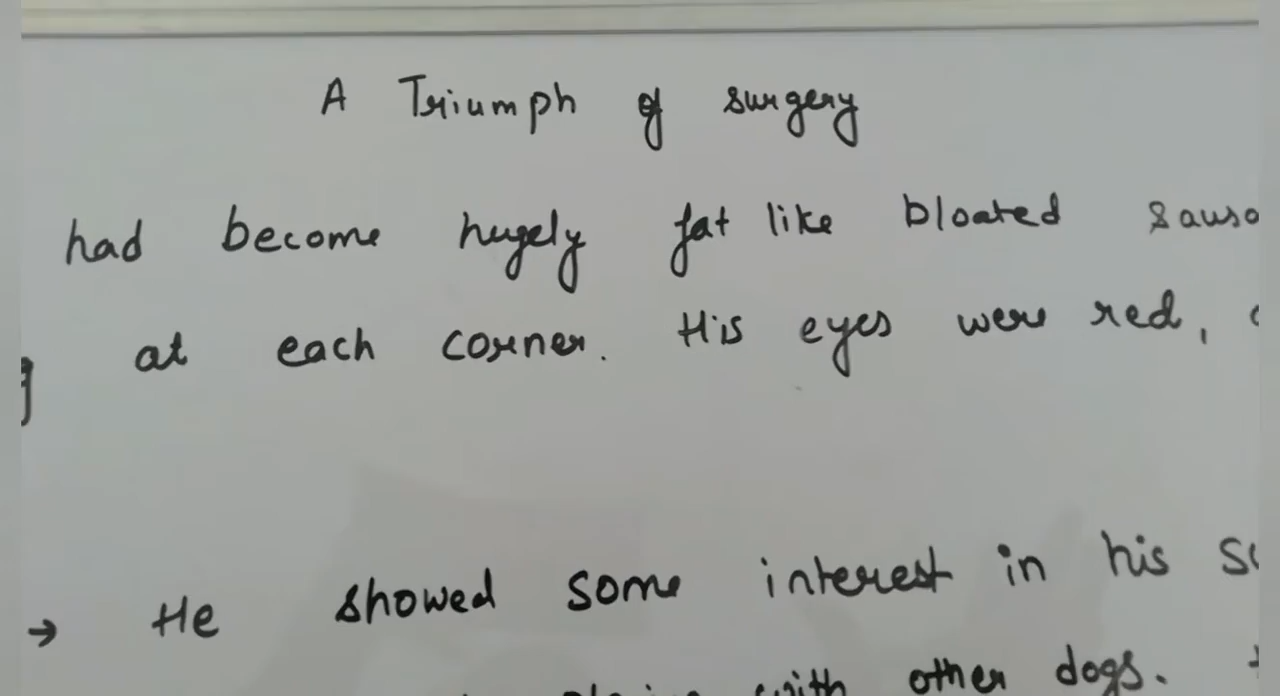 A Triumph of surgery
had become hugely fat like bloated
at each corner. His eyes were red,
→ He showed some interest in his
with other dogs.